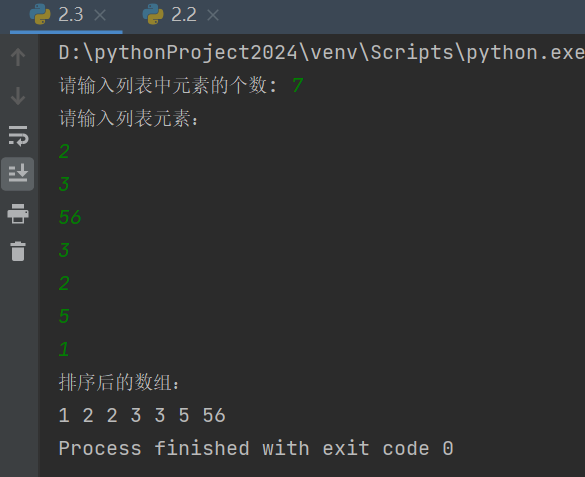 2.3 2.2
D:\pythonProject2024\venv\Scripts\python.exe
请输入列表中元素的个数: 7
请输入列表元素:
2
3
56
3
2
5
1
排序后的数组:
1 2 2 3 3 5 56
Process finished with exit code 0